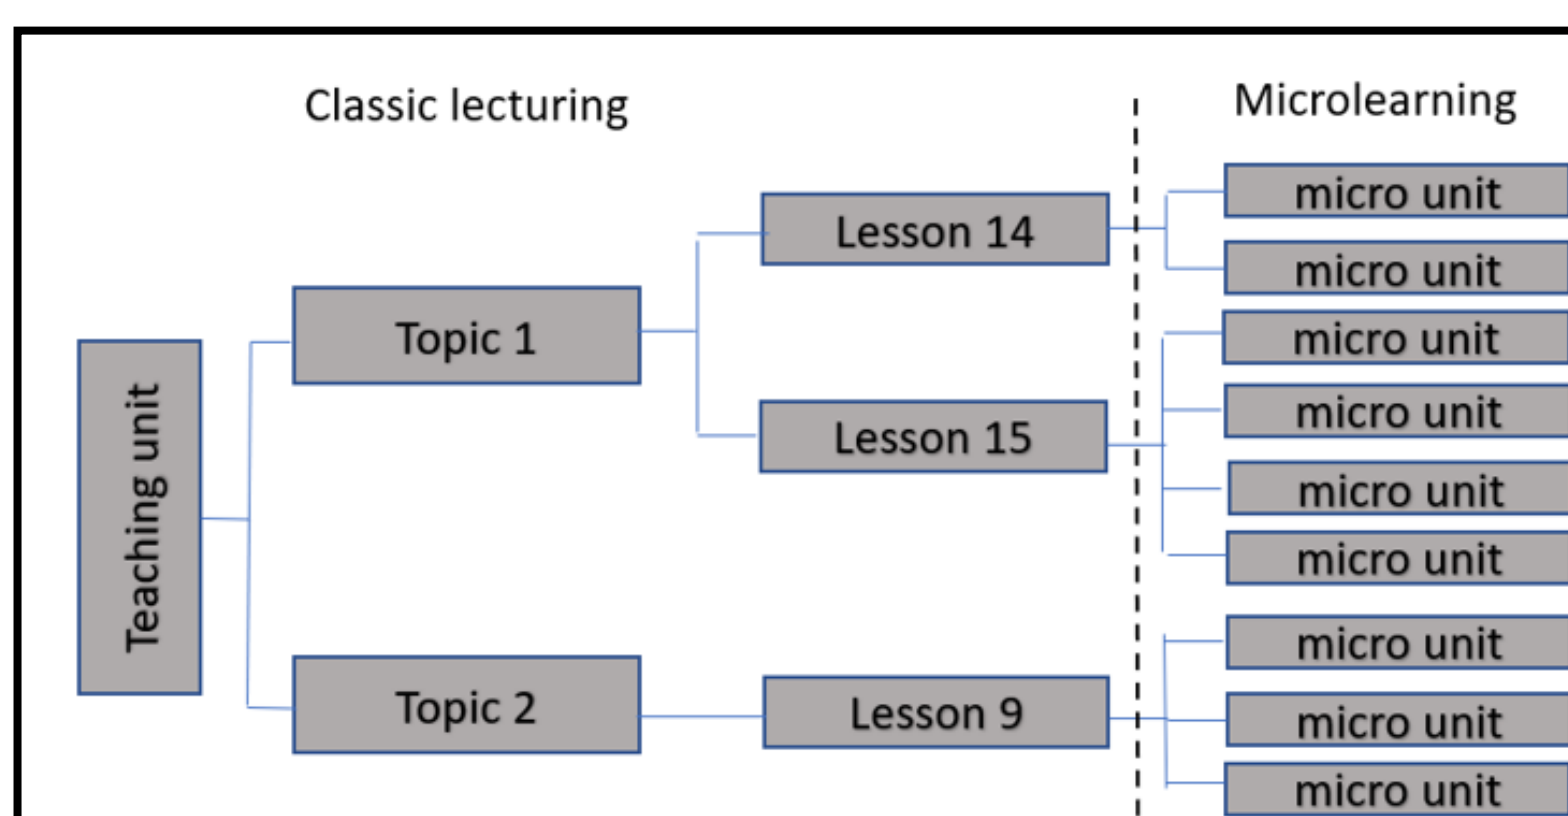 Classic lecturing
Microlearning
Teaching unit
Topic 1
Topic 2
Lesson 14
Lesson 15
Lesson 9
micro unit
micro unit
micro unit
micro unit
micro unit
micro unit
micro unit
micro unit
micro unit